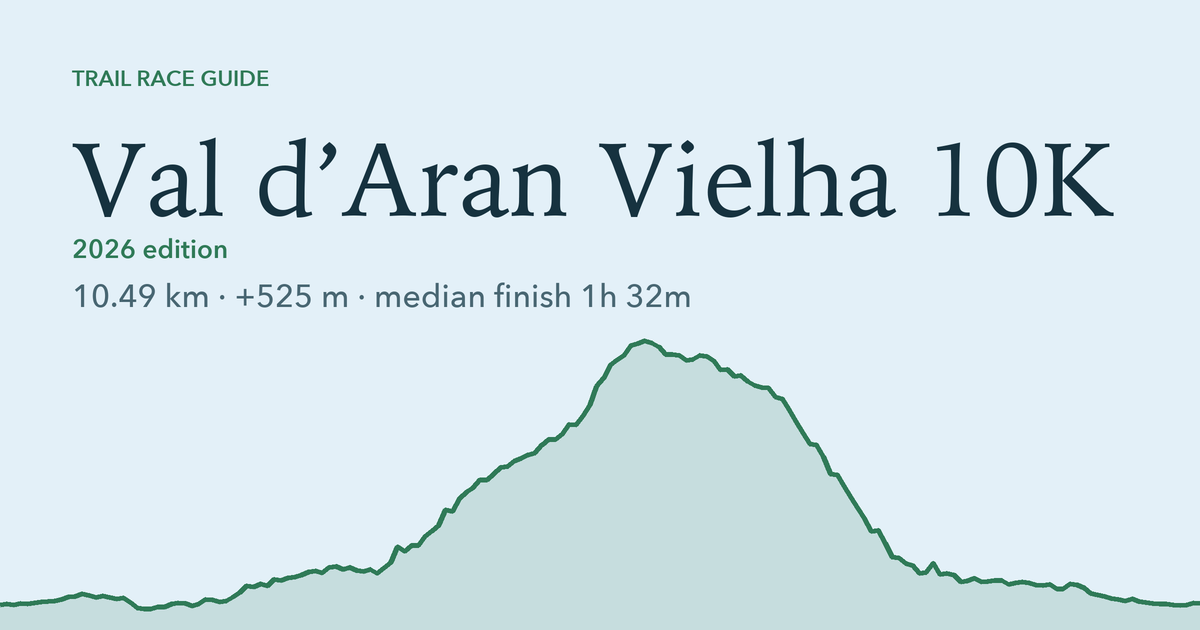 TRAIL RACE GUIDE
Val d’Aran Vielha 10K
2026 edition
10.49 km · +525 m · median finish 1h 32m